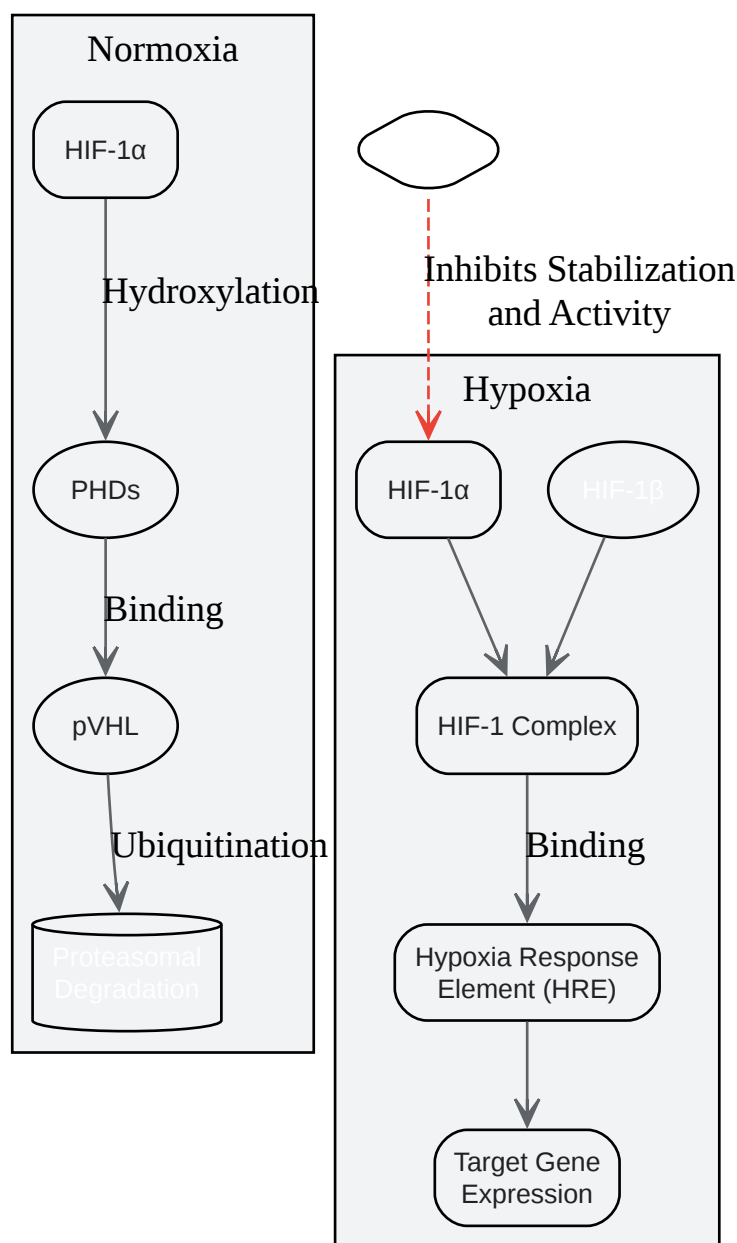 Normoxia
HIF-1α
Hydroxylation
PHDs
Binding
pVHL
Ubiquitination
Proteasomal
Degradation
Inhibits Stabilization
and Activity
Hypoxia
HIF-1α
HIF-1β
HIF-1 Complex
Binding
Hypoxia Response
Element (HRE)
Target Gene
Expression